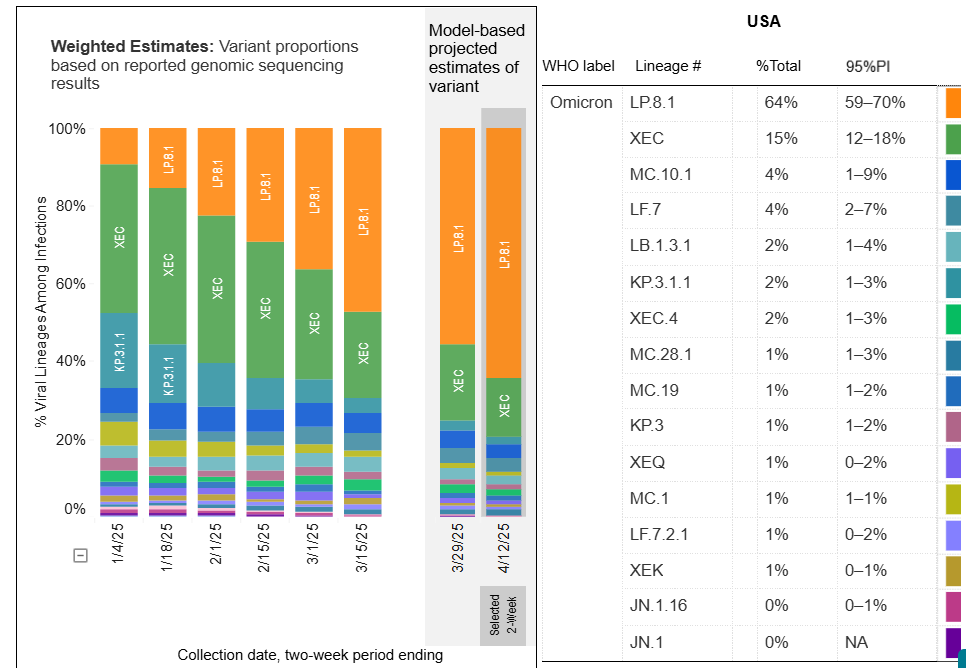 Weighted Estimates: Variant proportions
based on reported genomic sequencing
results
Model-based
projected
estimates of
variant
% Viral Lineages Among Infections
100%
80%
60%
40%
20%
0%
XEC
KP.3.1.1
LP.8.1
XEC
KP.3.1.1
LP.8.1
XEC
LP.8.1
XEC
LP.8.1
XEC
LP.8.1
XEC
LP.8.1
XEC
LP.8.1
XEC
1/4/25
1/18/25
2/1/25
2/15/25
3/1/25
3/15/25
3/29/25
4/12/25
Selected
2-Week
Collection date, two-week period ending
USA
WHO label Lineage # %Total 95%PI
Omicron LP.8.1 64% 59–70%
XEC 15% 12–18%
MC.10.1 4% 1–9%
LF.7 4% 2–7%
LB.1.3.1 2% 1–4%
KP.3.1.1 2% 1–3%
XEC.4 2% 1–3%
MC.28.1 1% 1–3%
MC.19 1% 1–2%
KP.3 1% 1–2%
XEQ 1% 0–2%
MC.1 1% 1–1%
LF.7.2.1 1% 0–2%
XEK 1% 0–1%
JN.1.16 0% 0–1%
JN.1 0% NA